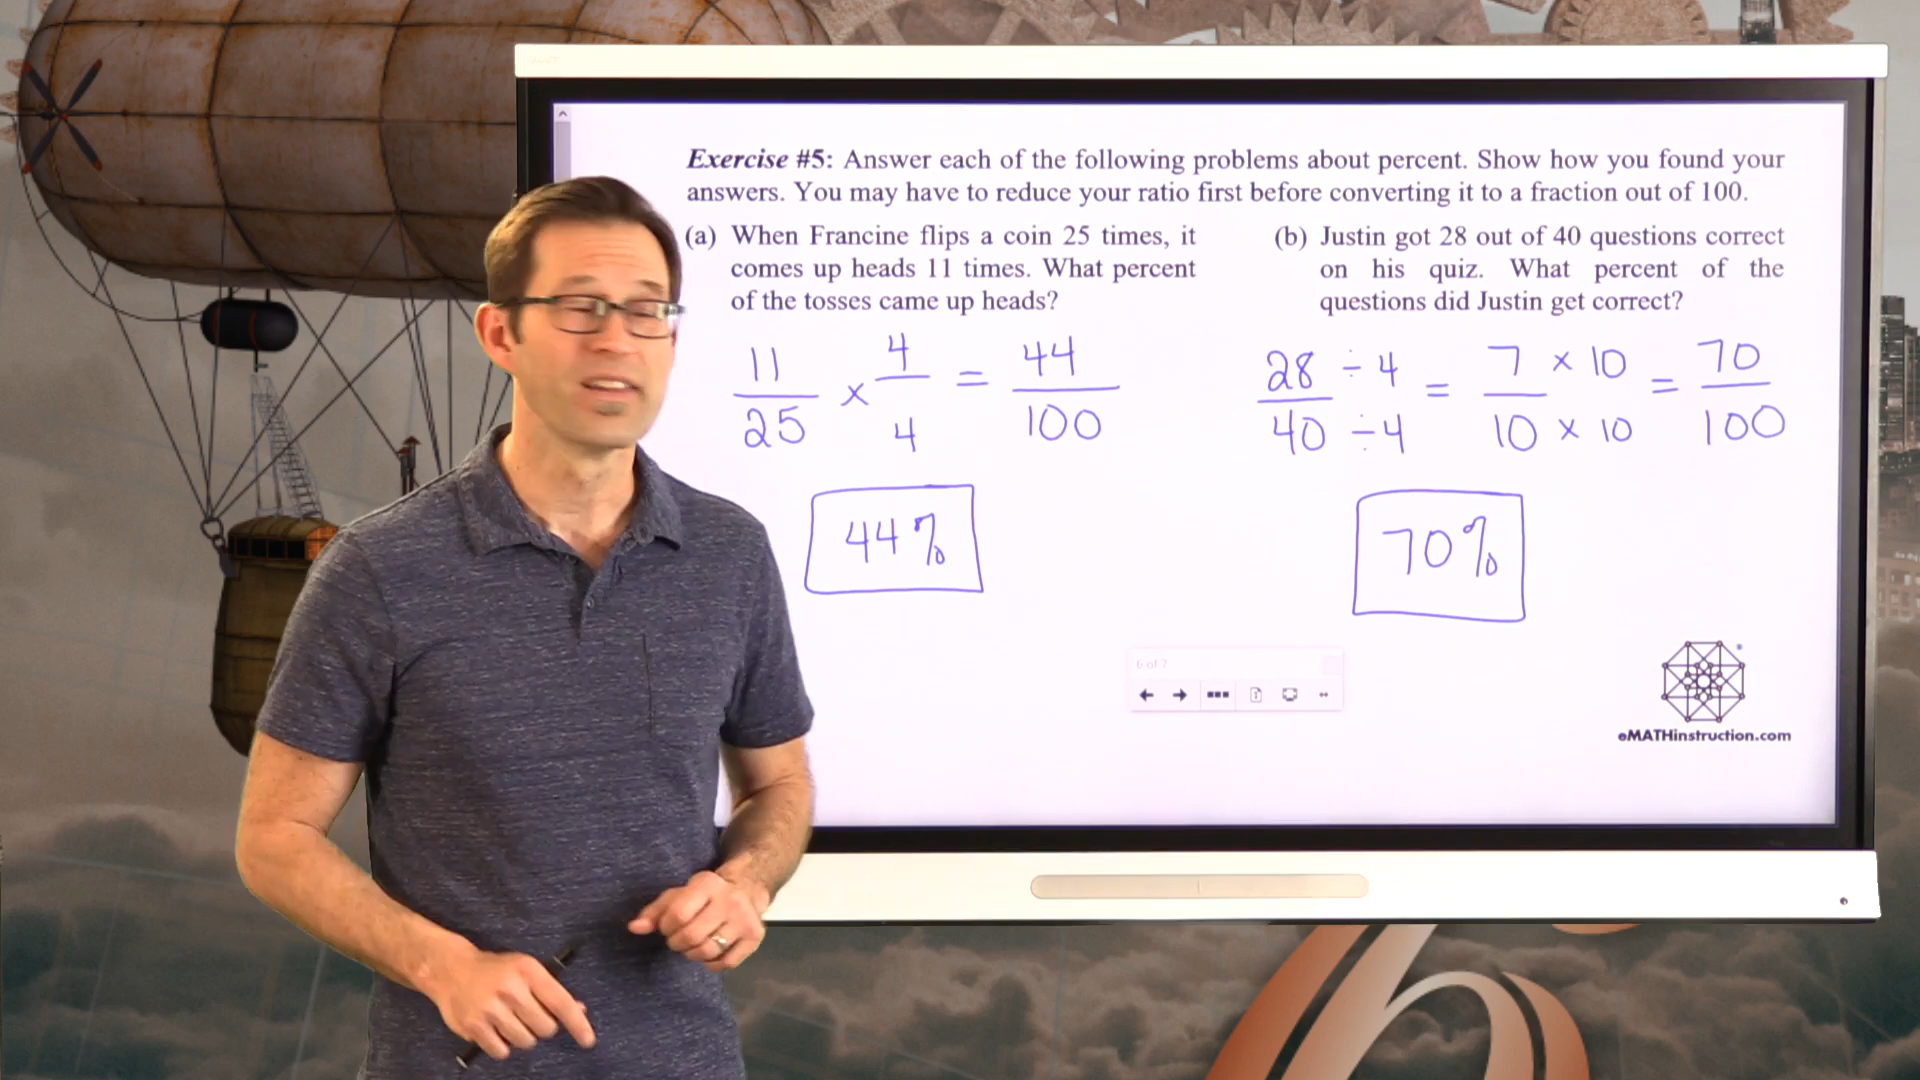 Exercise #5: Answer each of the following problems about percent. Show how you found your
answers. You may have to reduce your ratio first before converting it to a fraction out of 100.
(a) When Francine flips a coin 25 times, it
comes up heads 11 times. What percent
of the tosses came up heads?
11/25 × 4/4 = 44/100
44%
(b) Justin got 28 out of 40 questions correct
on his quiz. What percent of the
questions did Justin get correct?
28 ÷ 4 / 40 ÷ 4 = 7 × 10 / 10 × 10 = 70/100
70%
6 of 7
eMATHinstruction.com